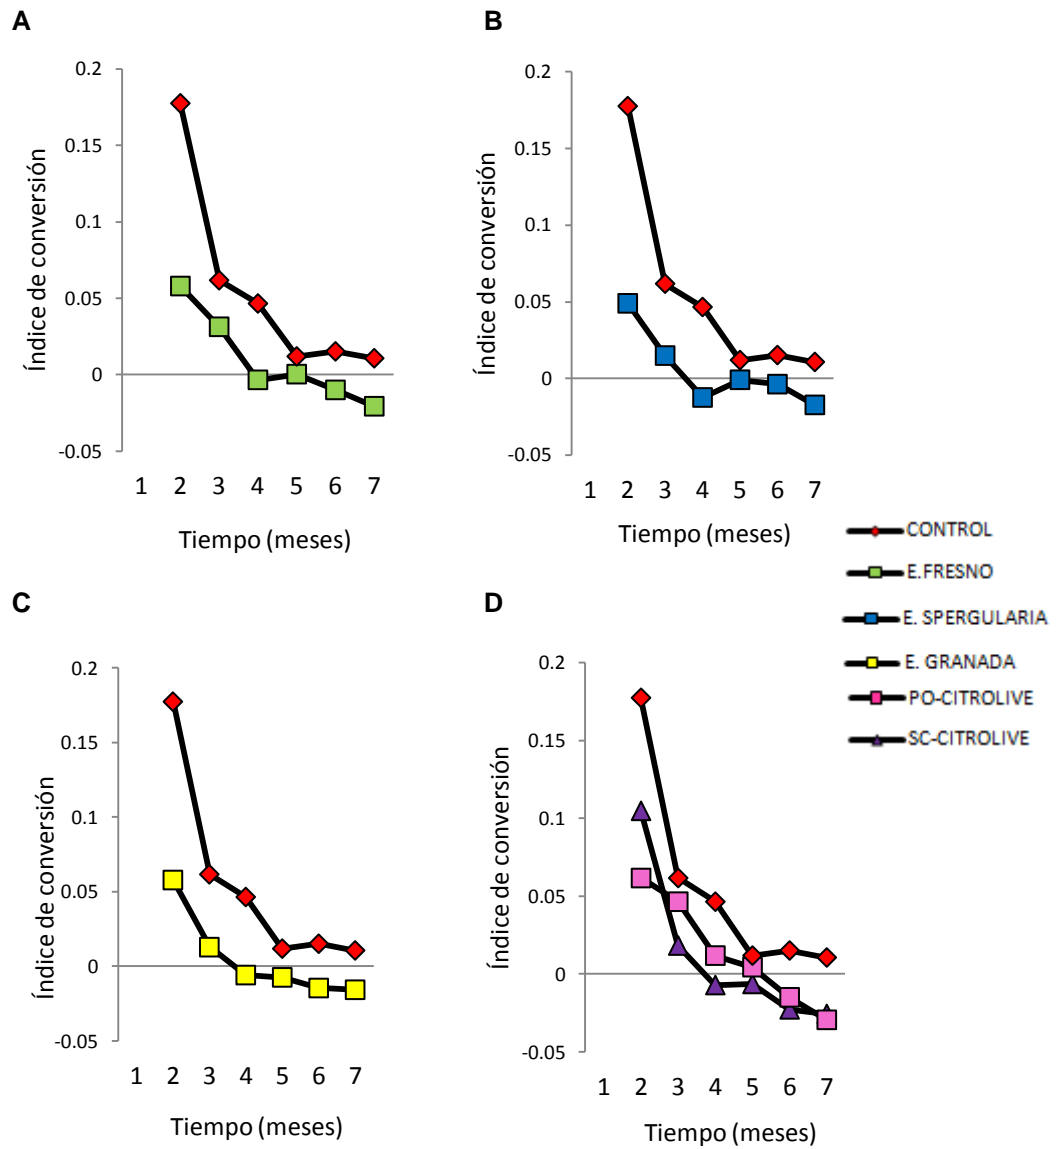 A
0.2
0.15
0.1
0.05
0
-0.05
Índice de conversión
1 2 3 4 5 6 7
Tiempo (meses)
B
0.2
0.15
0.1
0.05
0
-0.05
Índice de conversión
1 2 3 4 5 6 7
Tiempo (meses)
CONTROL
E.FRESNO
E. SPERGULARIA
E. GRANADA
PO-CITROLIVE
SC-CITROLIVE
C
0.2
0.15
0.1
0.05
0
-0.05
Índice de conversión
1 2 3 4 5 6 7
Tiempo (meses)
D
0.2
0.15
0.1
0.05
0
-0.05
Índice de conversión
1 2 3 4 5 6 7
Tiempo (meses)